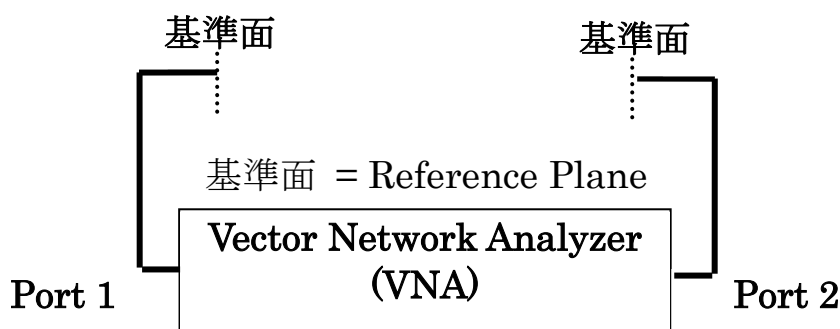 基準面
基準面
基準面 = Reference Plane
Vector Network Analyzer
(VNA)
Port 1
Port 2